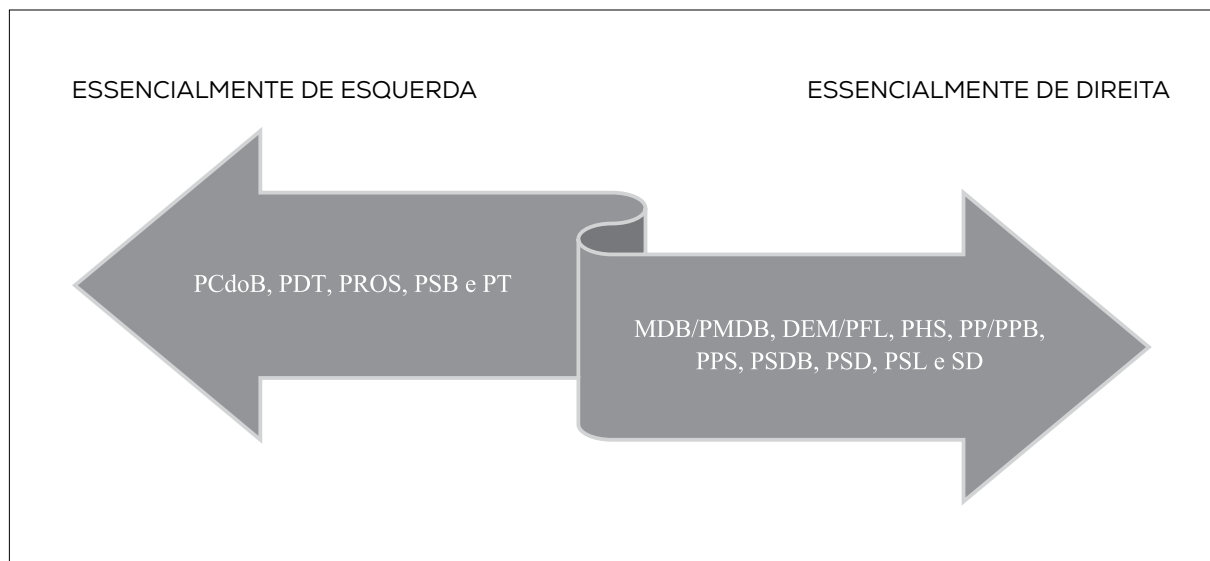 ESSENCIALMENTE DE ESQUERDA
ESSENCIALMENTE DE DIREITA
PCdoB, PDT, PROS, PSB e PT
MDB/PMDB, DEM/PFL, PHS, PP/PPB,
PPS, PSDB, PSD, PSL e SD